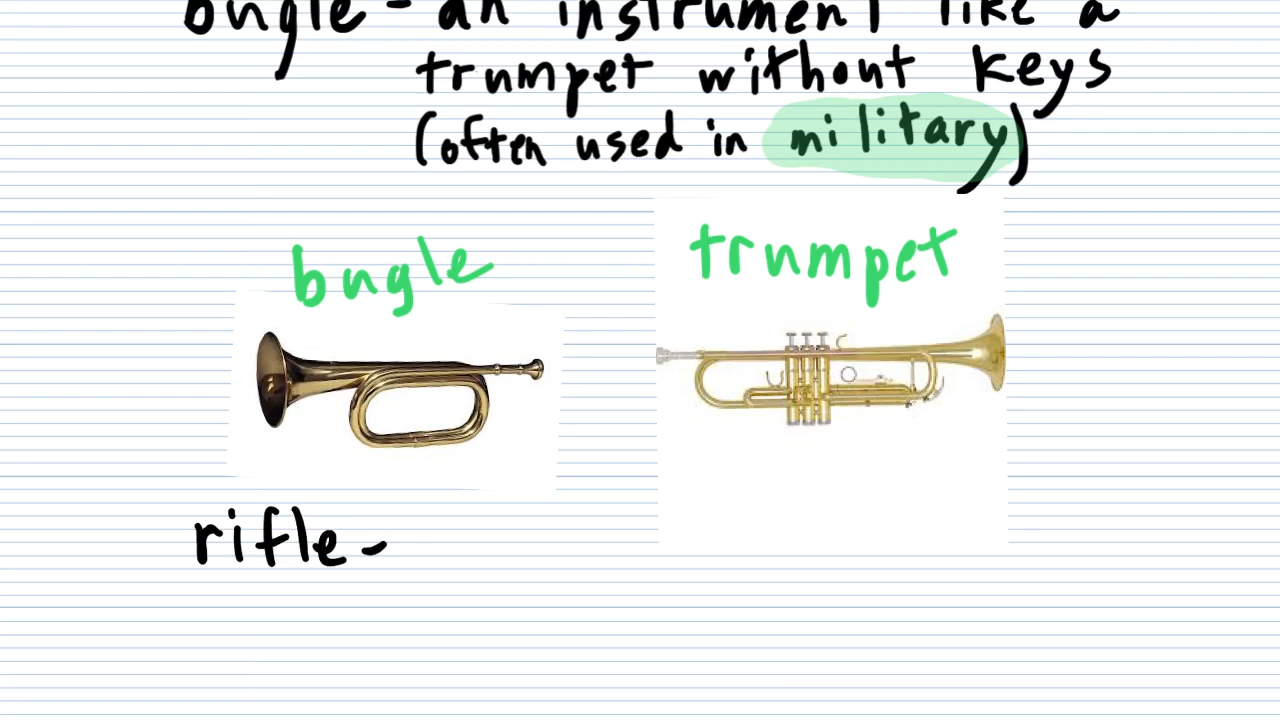 bugle - an instrument like a
trumpet without keys
(often used in military)
bugle
trumpet
rifle-